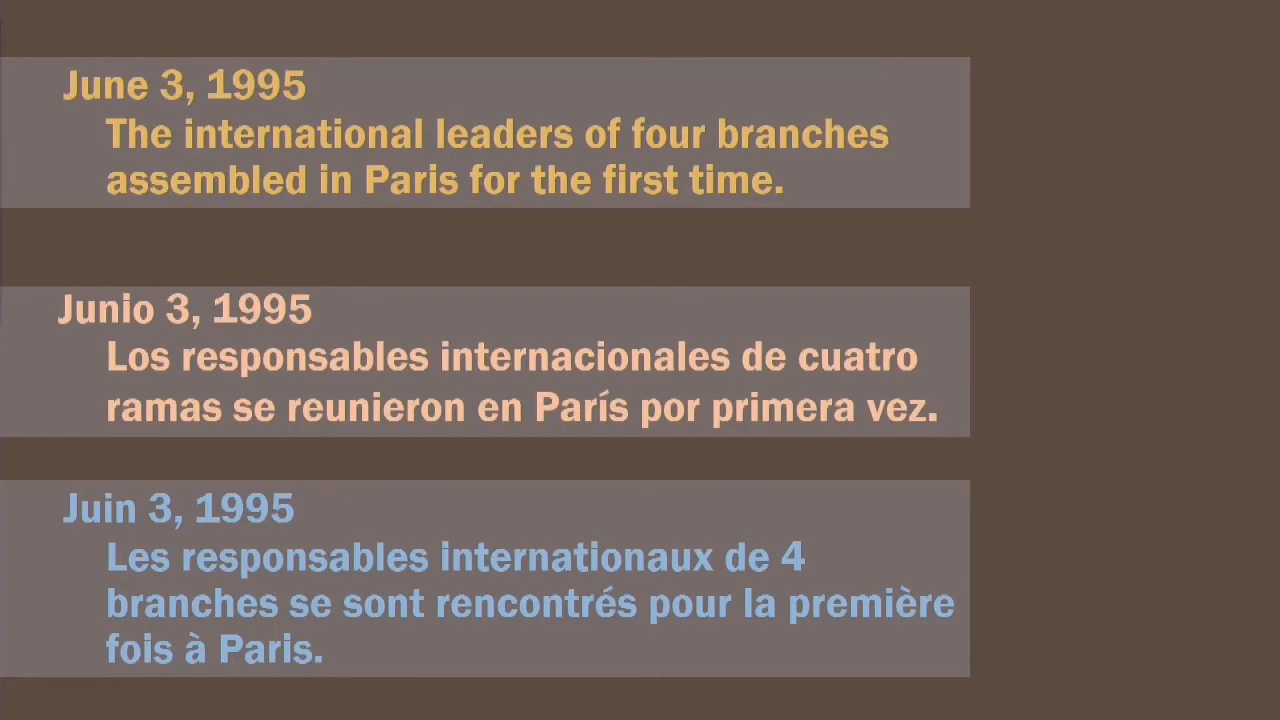 June 3, 1995
The international leaders of four branches
assembled in Paris for the first time.
Junio 3, 1995
Los responsables internacionales de cuatro
ramas se reunieron en París por primera vez.
Juin 3, 1995
Les responsables internationaux de 4
branches se sont rencontrés pour la première
fois à Paris.